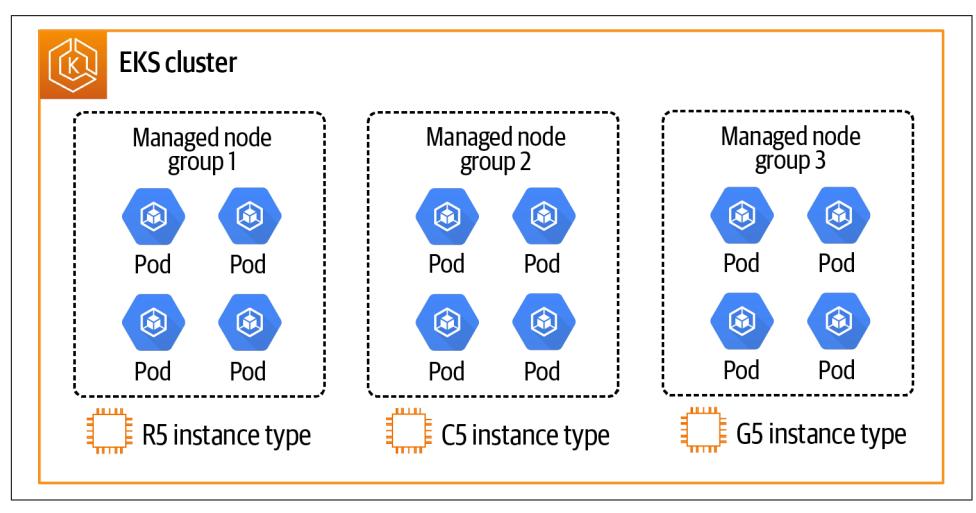 EKS cluster
Managed node
group 1
Pod
Pod
Pod
Pod
R5 instance type
Managed node
group 2
Pod
Pod
Pod
Pod
C5 instance type
Managed node
group 3
Pod
Pod
Pod
Pod
G5 instance type